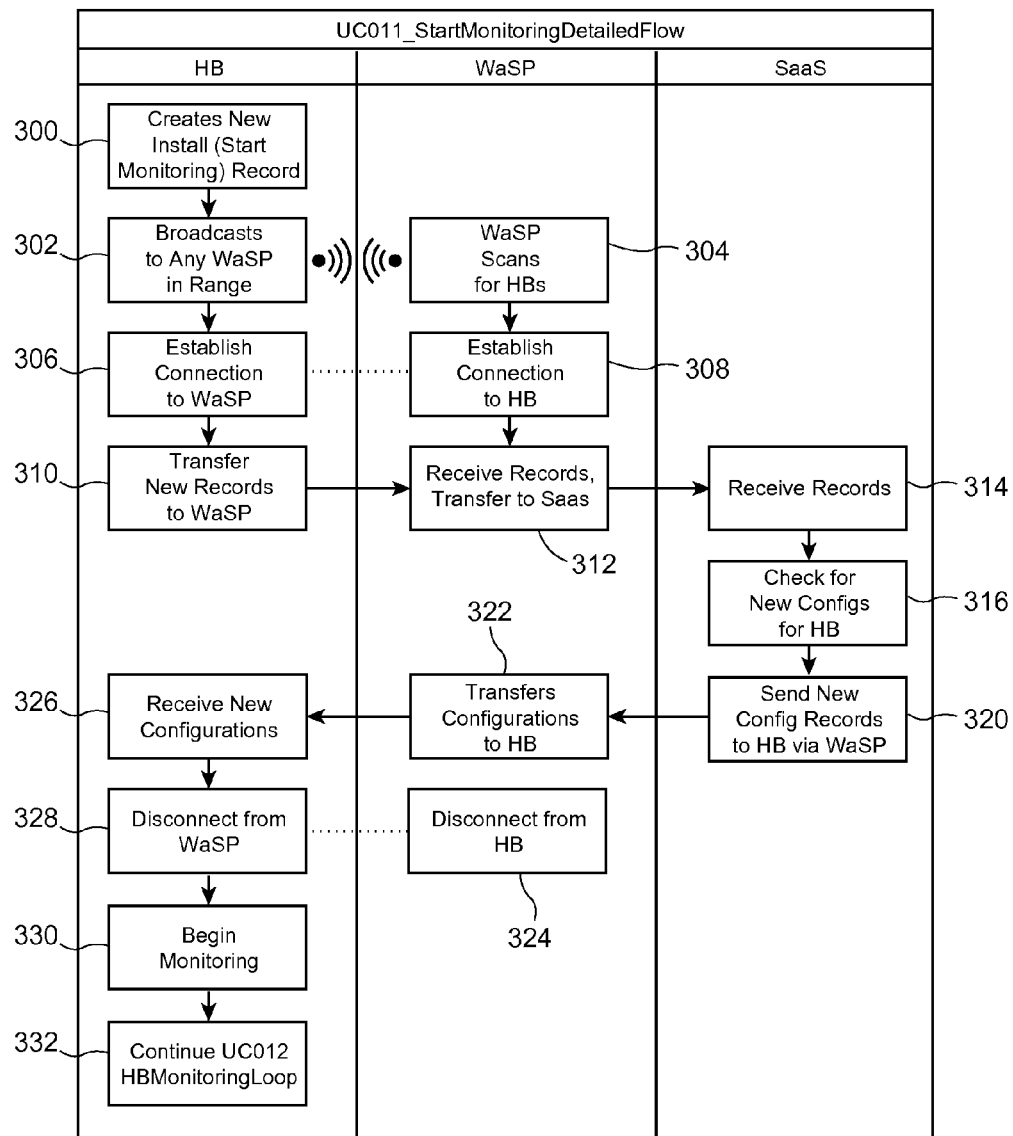 UC011_StartMonitoringDetailedFlow
HB
WaSP
SaaS
300
Creates New
Install (Start
Monitoring) Record
302
Broadcasts
to Any WaSP
in Range
WaSP
Scans
for HBs
304
306
Establish
Connection
to WaSP
Establish
Connection
to HB
308
310
Transfer
New Records
to WaSP
Receive Records,
Transfer to Saas
312
Receive Records
314
Check for
New Configs
for HB
316
322
326
Receive New
Configurations
Transfers
Configurations
to HB
Send New
Config Records
to HB via WaSP
320
328
Disconnect from
WaSP
Disconnect from
HB
324
330
Begin
Monitoring
332
Continue UC012
HBMonitoringLoop